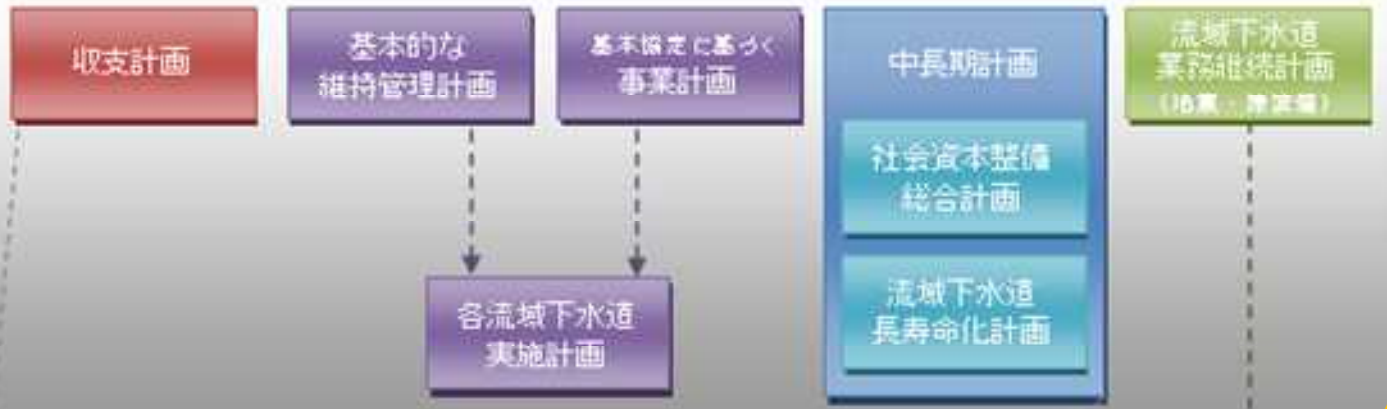 収支計画
基本的な
維持管理計画
基本協定に基づく
事業計画
中長期計画
流域下水道
業務継続計画
社会資本整備
総合計画
流域下水道
長寿命化計画
各流域下水道
実施計画